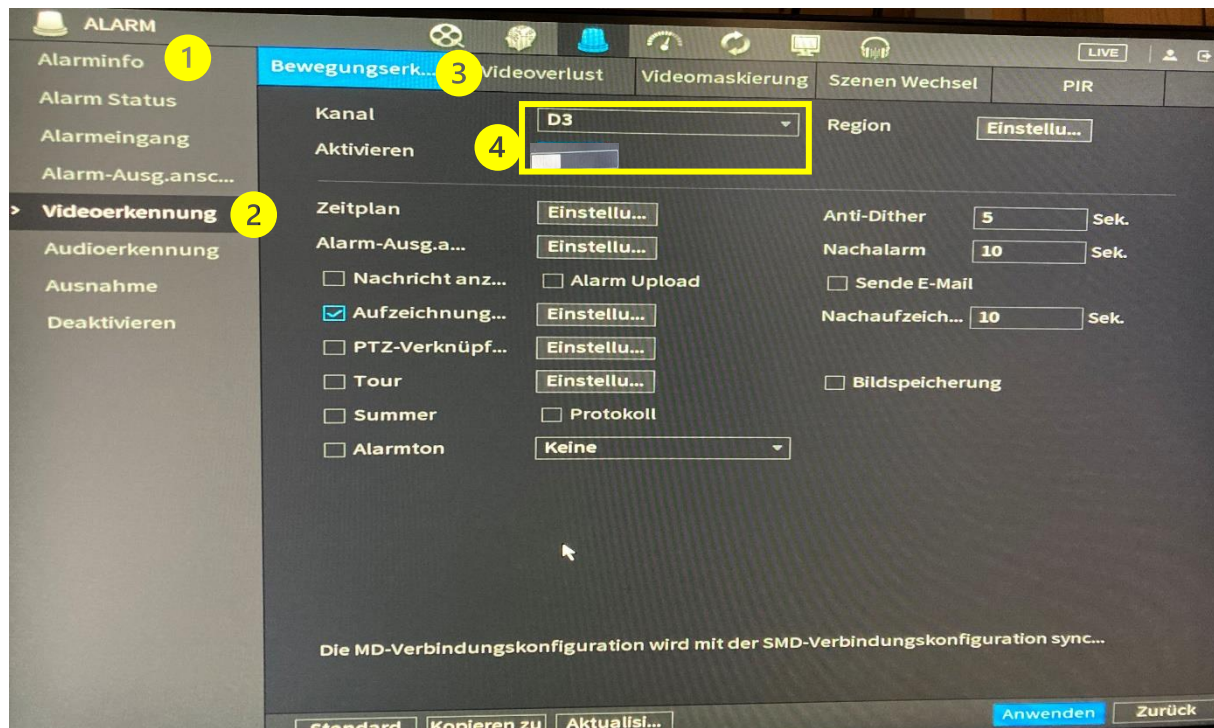 ALARM
LIVE
Alarminfo 1
Alarm Status
Alarmeingang
Alarm-Ausg.ansc...
> Videoerkennung 2
Audioerkennung
Ausnahme
Deaktivieren
Bewegungserk... 3 Videoverlust Videomaskierung Szenen Wechsel PIR
Kanal D3 Region Einstellu...
Aktivieren 4
Zeitplan Einstellu... Anti-Dither 5 Sek.
Alarm-Ausg.a... Einstellu... Nachalarm 10 Sek.
Nachricht anz... Alarm Upload Sende E-Mail
Aufzeichnung... Einstellu... Nachaufzeich... 10 Sek.
PTZ-Verknüpf... Einstellu...
Tour Einstellu... Bildspeicherung
Summer Protokoll
Alarmton Keine
Die MD-Verbindungskonfiguration wird mit der SMD-Verbindungskonfiguration sync...
Standard Kopieren zu Aktualisi... Anwenden Zurück